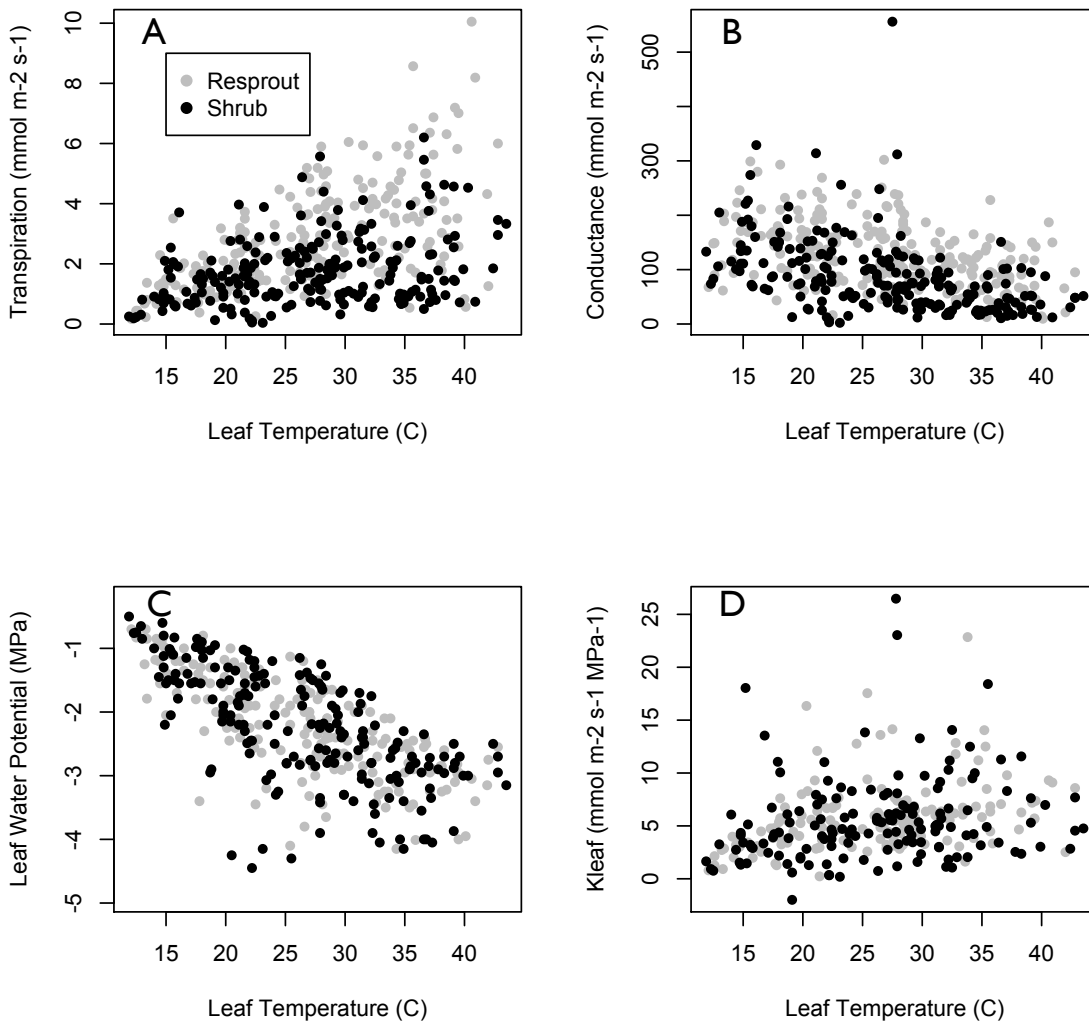 A
Transpiration (mmol m-2 s-1)
10
8
6
4
2
0
Resprout
Shrub
15 20 25 30 35 40
Leaf Temperature (C)
B
Conductance (mmol m-2 s-1)
500
300
100
0
15 20 25 30 35 40
Leaf Temperature (C)
C
Leaf Water Potential (MPa)
-1
-2
-3
-4
-5
15 20 25 30 35 40
Leaf Temperature (C)
D
Kleaf (mmol m-2 s-1 MPa-1)
25
20
15
10
5
0
15 20 25 30 35 40
Leaf Temperature (C)